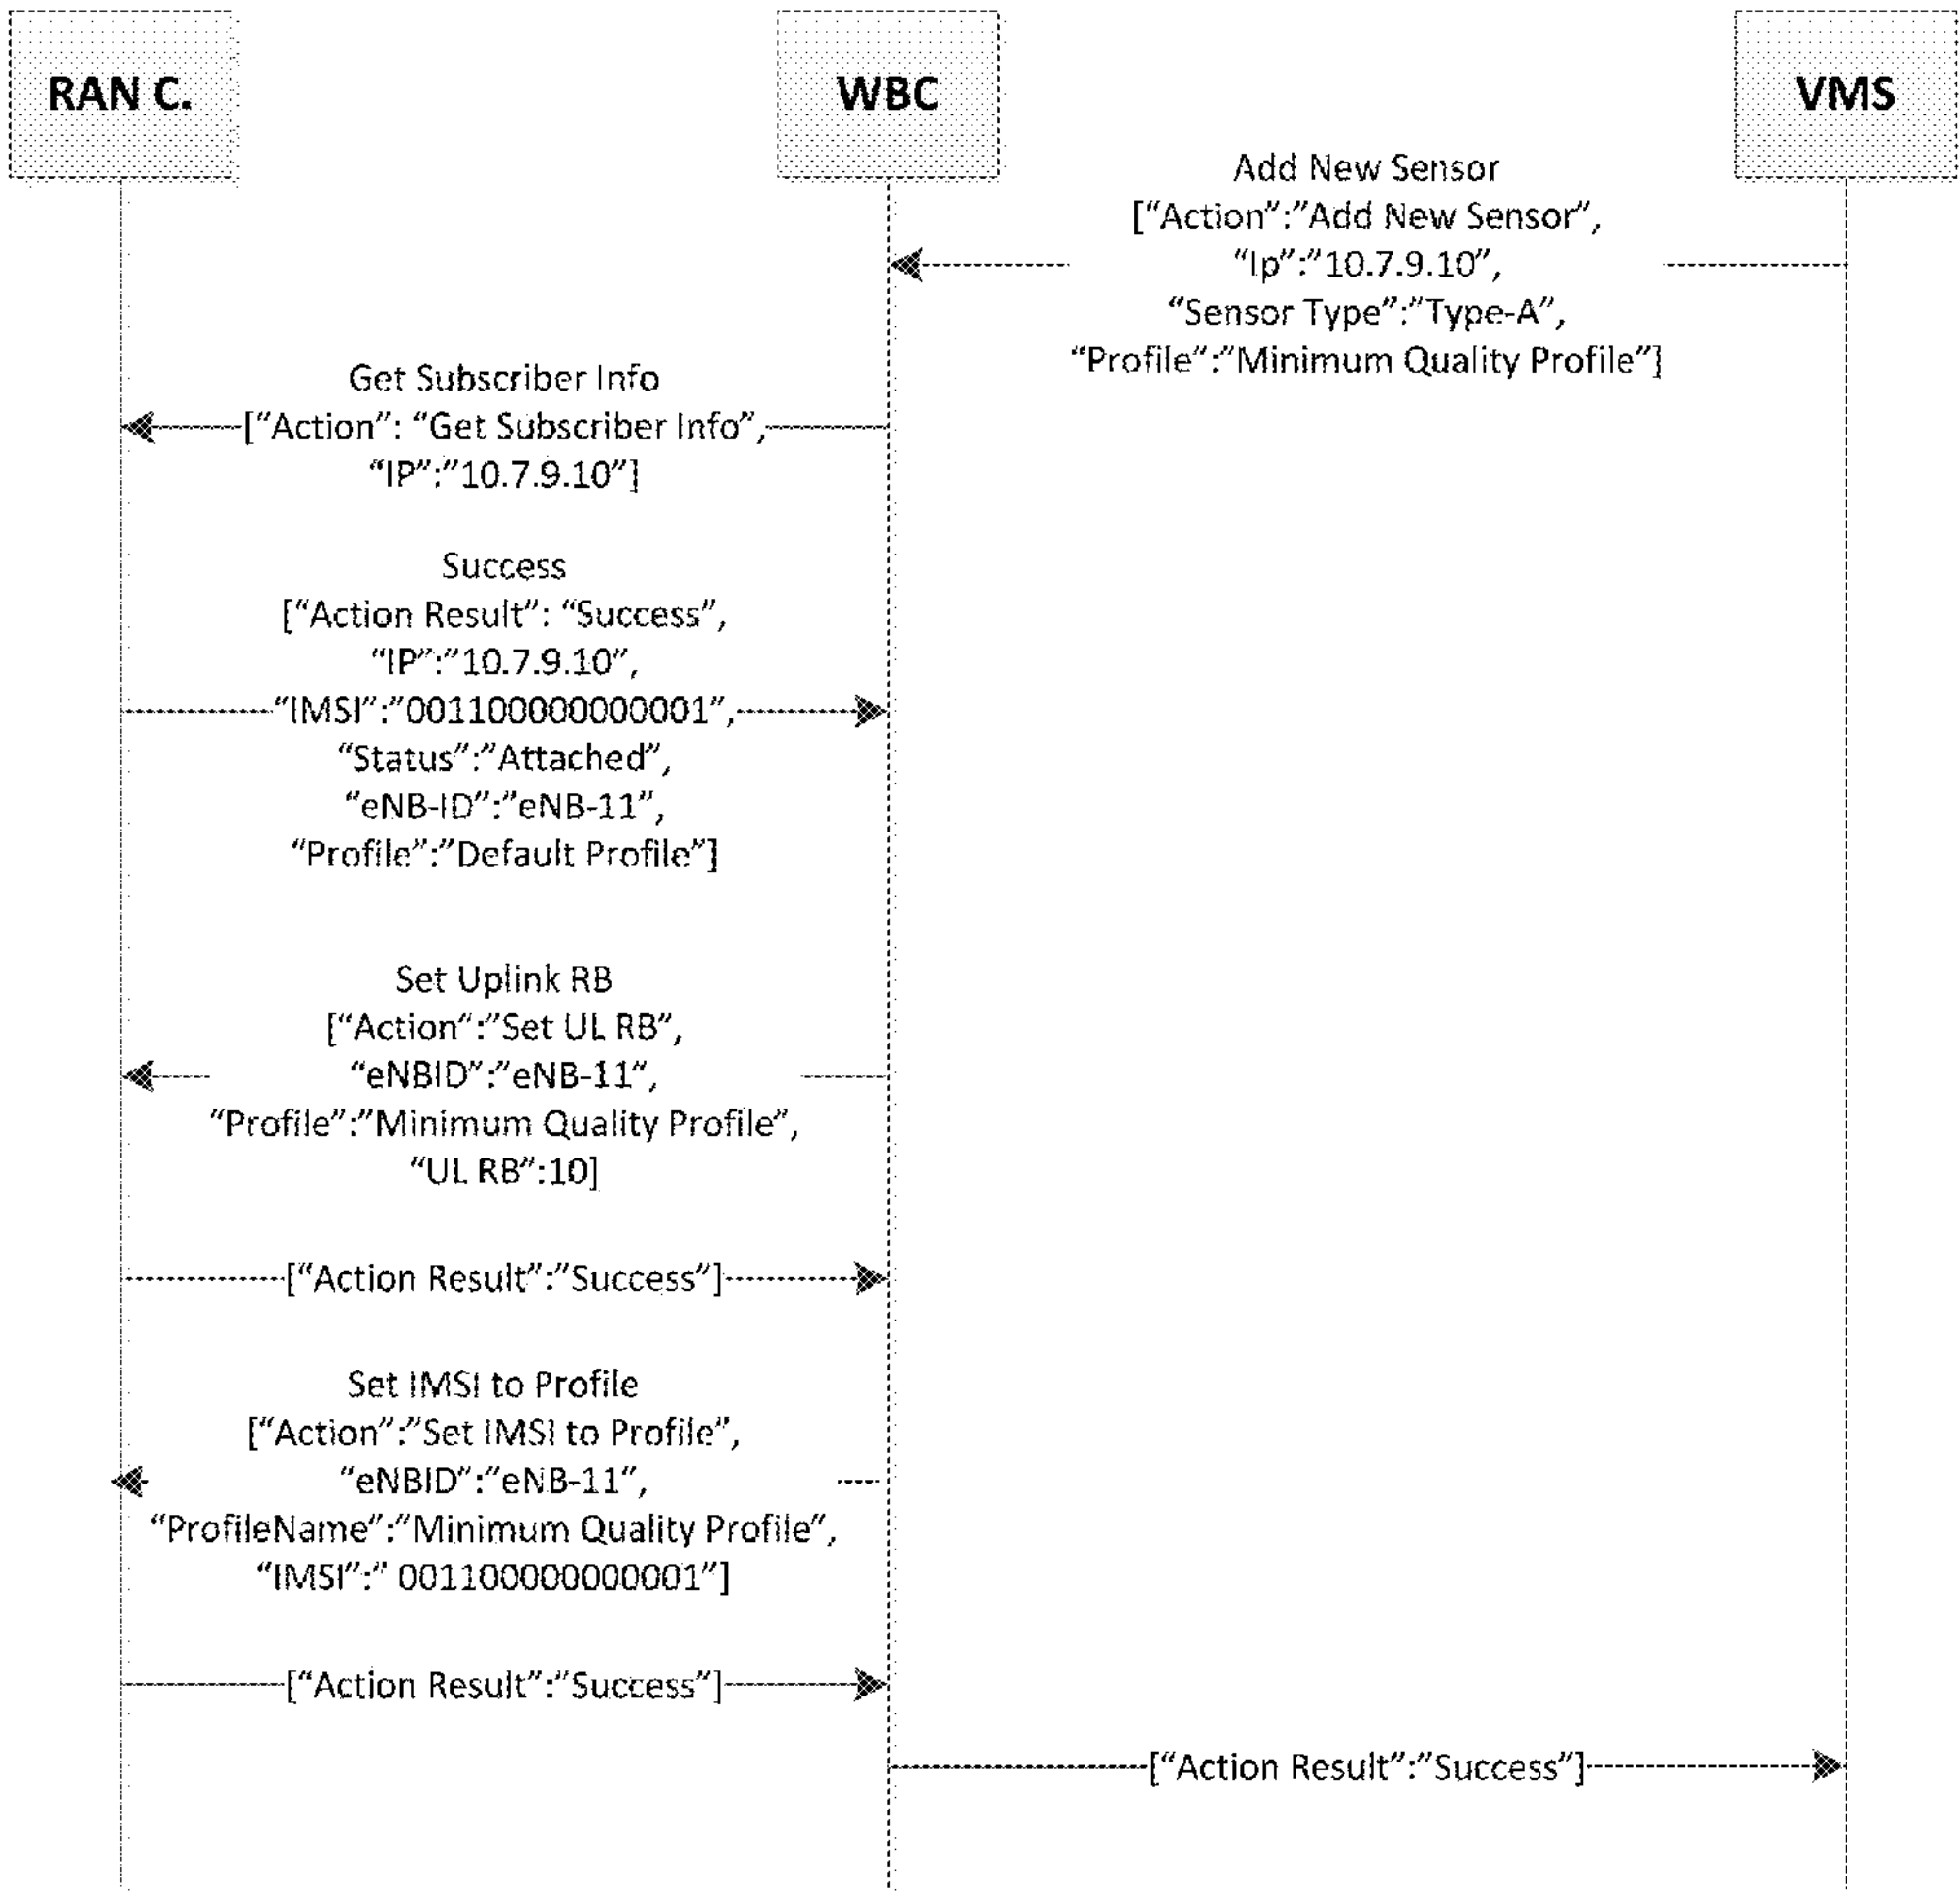 RAN C.
WBC
VMS
Add New Sensor
[“Action”:”Add New Sensor”,
“Ip”:”10.7.9.10”,
“Sensor Type”:”Type-A”,
“Profile”:”Minimum Quality Profile”]
Get Subscriber Info
[“Action”: “Get Subscriber Info”,
“IP”:”10.7.9.10”]
Success
[“Action Result”: “Success”,
“IP”:”10.7.9.10”,
“IMSI”:”001100000000001”,
“Status”:”Attached”,
“eNB-ID”:”eNB-11”,
“Profile”:”Default Profile”]
Set Uplink RB
[“Action“:”Set UL RB”,
“eNBID”:”eNB-11”,
“Profile”:”Minimum Quality Profile”,
“UL RB”:10]
[“Action Result”:”Success”]
Set IMSI to Profile
[“Action”:”Set IMSI to Profile”,
“eNBID”:”eNB-11”,
“ProfileName”:”Minimum Quality Profile”,
“IMSI”:” 001100000000001”]
[“Action Result”:”Success”]
[“Action Result”:”Success”]